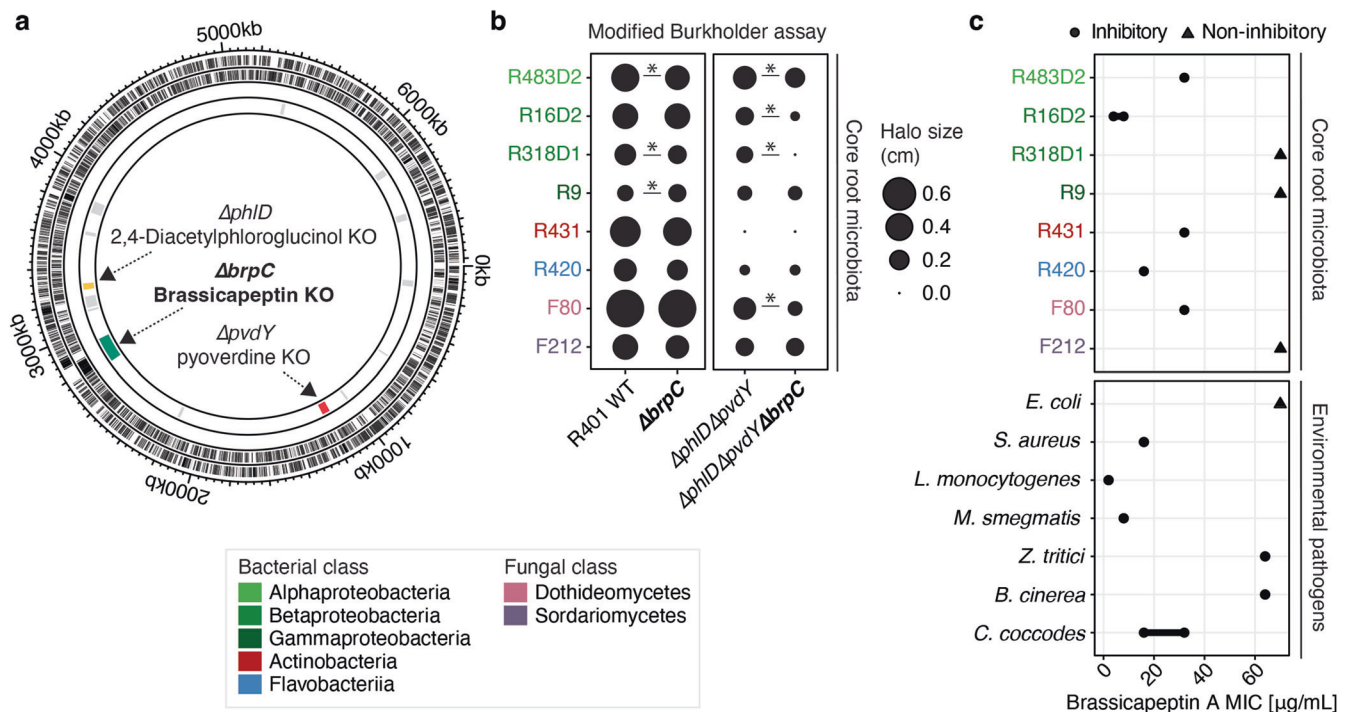 a
5000kb
6000kb
0kb
1000kb
2000kb
3000kb
4000kb
ΔphlD
2,4-Diacetylphloroglucinol KO
ΔbrpC
Brassicapeptin KO
ΔpvdY
pyoverdine KO
b
Modified Burkholder assay
R483D2
R16D2
R318D1
R9
R431
R420
F80
F212
* *
*
* *
*
*
R401 WT
ΔbrpC
ΔphlDΔpvdY
ΔphlDΔpvdYΔbrpC
Core root microbiota
Halo size
(cm)
0.6
0.4
0.2
0.0
c
Inhibitory Non-inhibitory
R483D2
R16D2
R318D1
R9
R431
R420
F80
F212
Core root microbiota
E. coli
S. aureus
L. monocytogenes
M. smegmatis
Z. tritici
B. cinerea
C. coccodes
Environmental pathogens
0 20 40 60
Brassicapeptin A MIC [µg/mL]
Bacterial class
Alphaproteobacteria
Betaproteobacteria
Gammaproteobacteria
Actinobacteria
Flavobacteriia
Fungal class
Dothideomycetes
Sordariomycetes